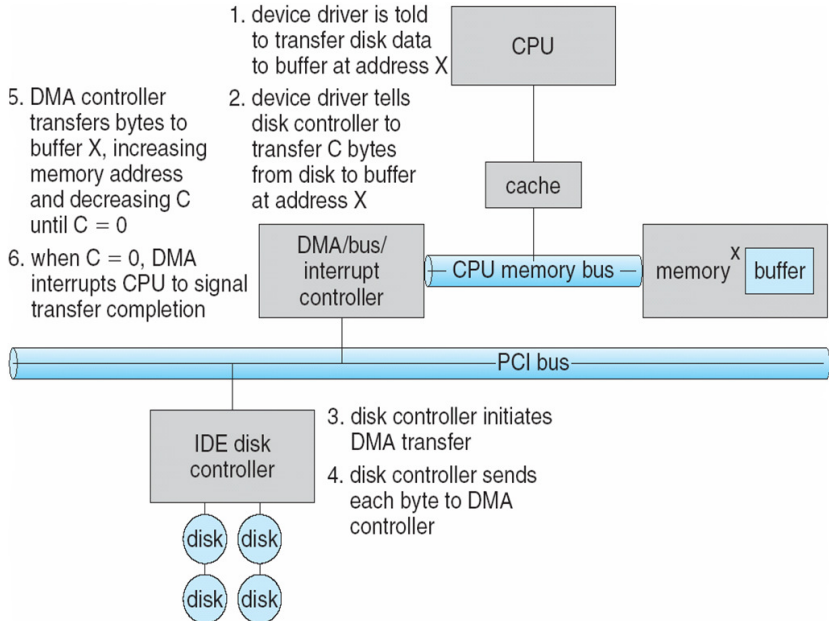 1. device driver is told
to transfer disk data
to buffer at address X
CPU
5. DMA controller
transfers bytes to
buffer X, increasing
memory address
and decreasing C
until C = 0
2. device driver tells
disk controller to
transfer C bytes
from disk to buffer
at address X
cache
6. when C = 0, DMA
interrupts CPU to signal
transfer completion
DMA/bus/
interrupt
controller
CPU memory bus
memory
X
buffer
PCI bus
IDE disk
controller
3. disk controller initiates
DMA transfer
4. disk controller sends
each byte to DMA
controller
disk
disk
disk
disk